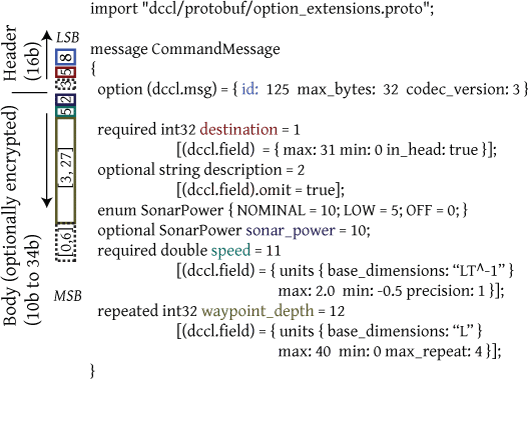 import "dccl/protobuf/option_extensions.proto";
message CommandMessage
{
option (dccl.msg) = { id: 125 max_bytes: 32 codec_version: 3 }
required int32 destination = 1
[(dccl.field) = { max: 31 min: 0 in_head: true }];
optional string description = 2
[(dccl.field).omit = true];
enum SonarPower { NOMINAL = 10; LOW = 5; OFF = 0; }
optional SonarPower sonar_power = 10;
required double speed = 11
[(dccl.field) = { units { base_dimensions: “LT^-1” }
max: 2.0 min: -0.5 precision: 1 }];
repeated int32 waypoint_depth = 12
[(dccl.field) = { units { base_dimensions: “L” }
max: 40 min: 0 max_repeat: 4 }];
}
Header
(16b)
Body (optionally encrypted)
(10b to 34b)
LSB
8
5
3
2
5
[3, 27]
[0,6]
MSB